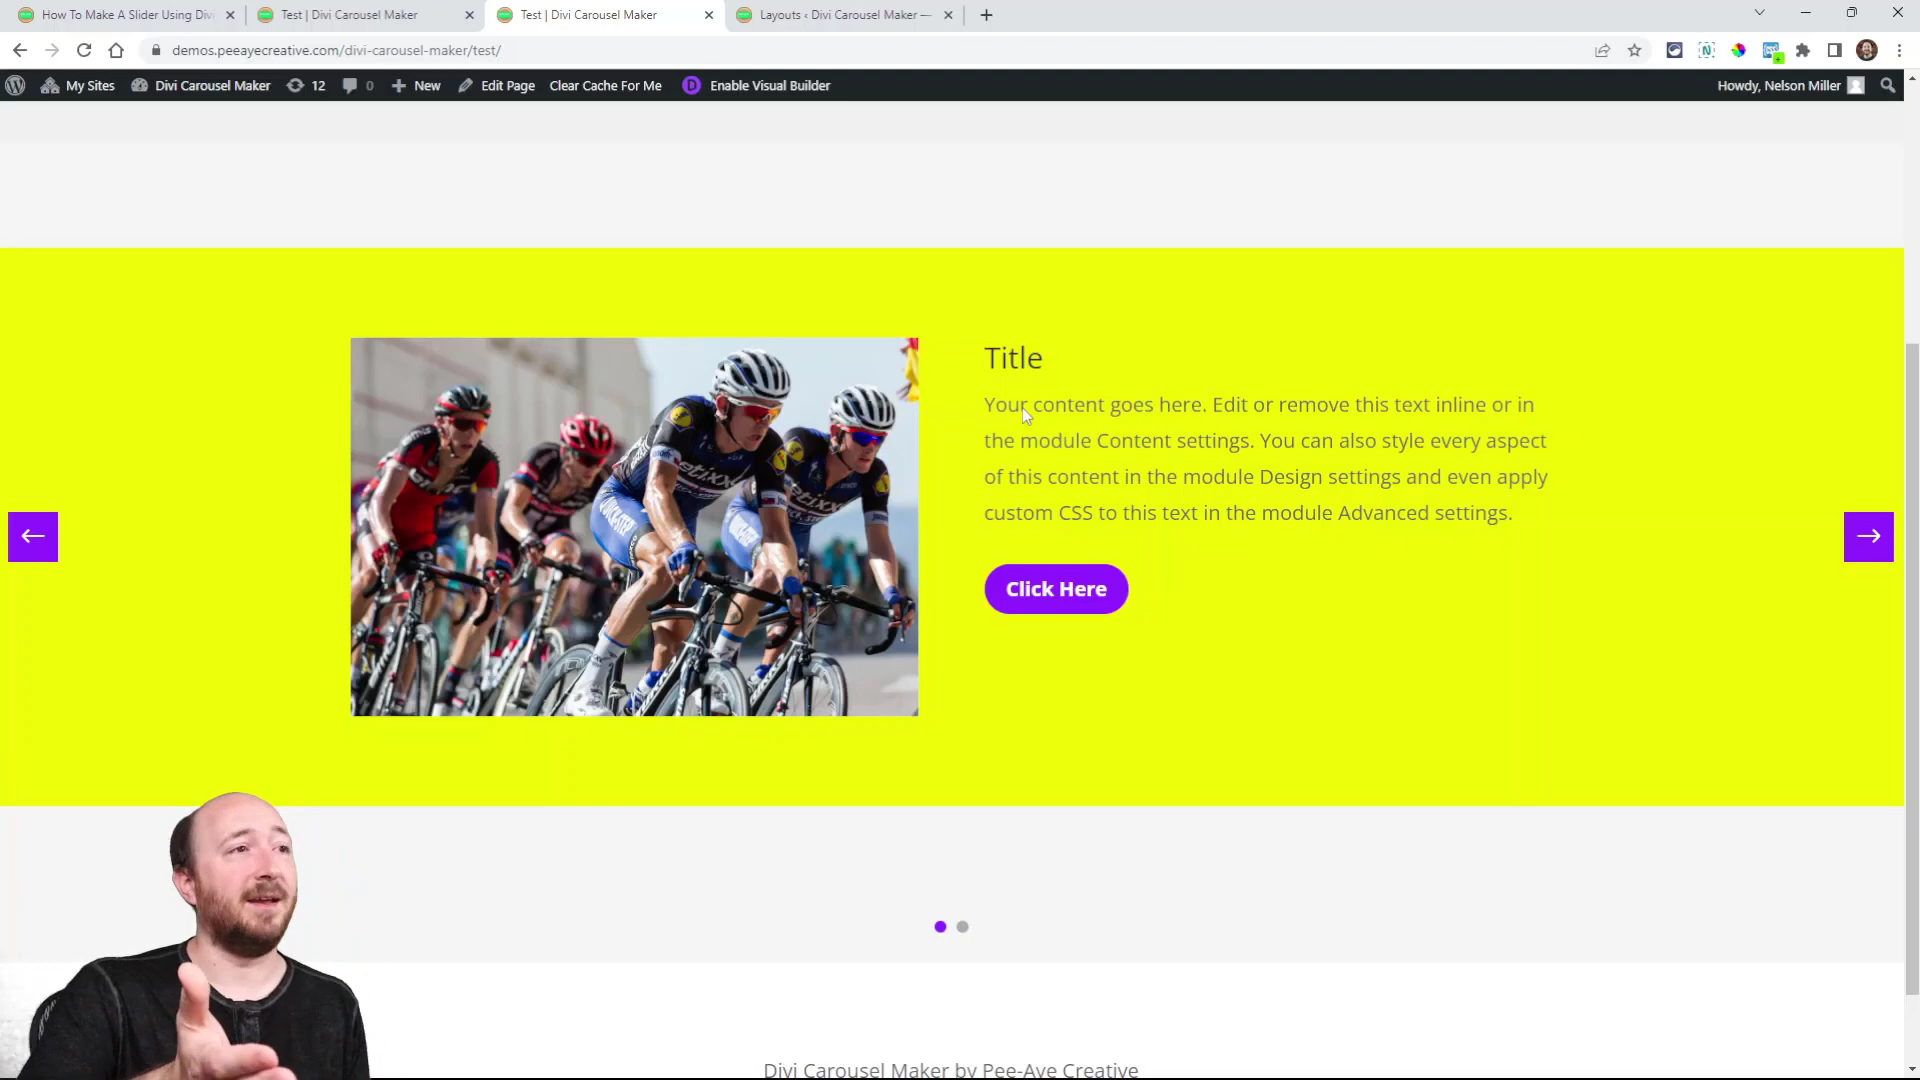 How To Make A Slider Using Div
Test | Divi Carousel Maker
Test | Divi Carousel Maker
Layouts ‹ Divi Carousel Maker —
demos.peeayecreative.com/divi-carousel-maker/test/
My Sites
Divi Carousel Maker
12
0
New
Edit Page
Clear Cache For Me
D
Enable Visual Builder
Howdy, Nelson Miller
Title
Your content goes here. Edit or remove this text inline or in
the module Content settings. You can also style every aspect
of this content in the module Design settings and even apply
custom CSS to this text in the module Advanced settings.
Click Here
Divi Carousel Maker by Pee-Aye Creative